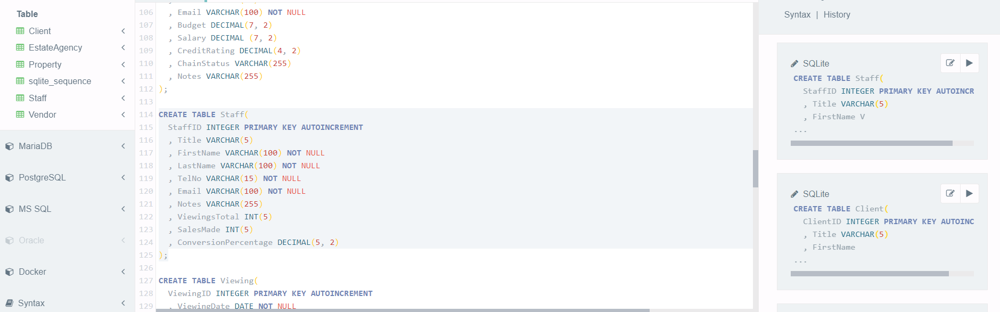 Table
Client
EstateAgency
Property
sqlite_sequence
Staff
Vendor
MariaDB
PostgreSQL
MS SQL
Oracle
Docker
Syntax
106 , Email VARCHAR(100) NOT NULL
107 , Budget DECIMAL(7, 2)
108 , Salary DECIMAL (7, 2)
109 , CreditRating DECIMAL(4, 2)
110 , ChainStatus VARCHAR(255)
111 , Notes VARCHAR(255)
112 );
113
114 CREATE TABLE Staff(
115 StaffID INTEGER PRIMARY KEY AUTOINCREMENT
116 , Title VARCHAR(5)
117 , FirstName VARCHAR(100) NOT NULL
118 , LastName VARCHAR(100) NOT NULL
119 , TelNo VARCHAR(15) NOT NULL
120 , Email VARCHAR(100) NOT NULL
121 , Notes VARCHAR(255)
122 , ViewingsTotal INT(5)
123 , SalesMade INT(5)
124 , ConversionPercentage DECIMAL(5, 2)
125 );
126
127 CREATE TABLE Viewing(
128 ViewingID INTEGER PRIMARY KEY AUTOINCREMENT
129 , ViewingDate DATE NOT NULL
Syntax | History
SQLite
CREATE TABLE Staff(
StaffID INTEGER PRIMARY KEY AUTOINCR
, Title VARCHAR(5)
, FirstName V
...
SQLite
CREATE TABLE Client(
ClientID INTEGER PRIMARY KEY AUTOINC
, Title VARCHAR(5)
, FirstName
...